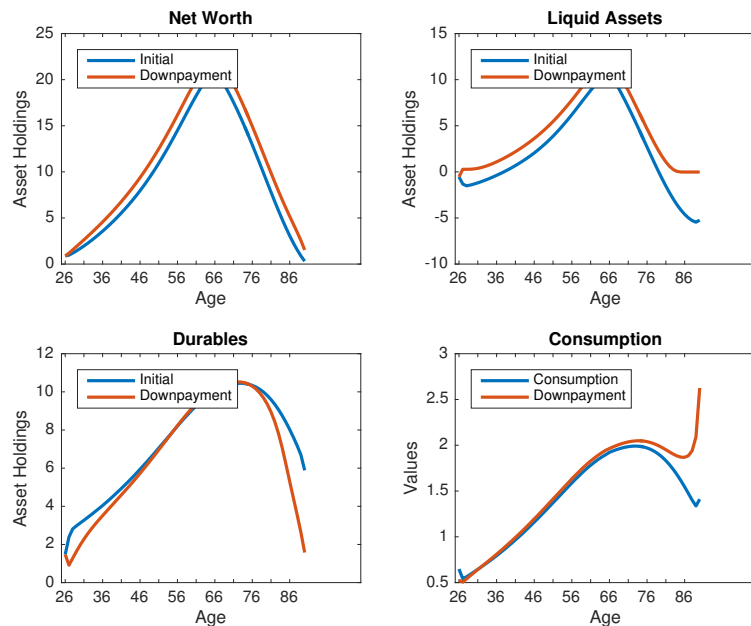 Net Worth
25
20
15
10
5
0
Asset Holdings
Initial
Downpayment
26 36 46 56 66 76 86
Age
Liquid Assets
15
10
5
0
-5
-10
Asset Holdings
Initial
Downpayment
26 36 46 56 66 76 86
Age
Durables
12
10
8
6
4
2
0
Asset Holdings
Initial
Downpayment
26 36 46 56 66 76 86
Age
Consumption
3
2.5
2
1.5
1
0.5
Values
Consumption
Downpayment
26 36 46 56 66 76 86
Age